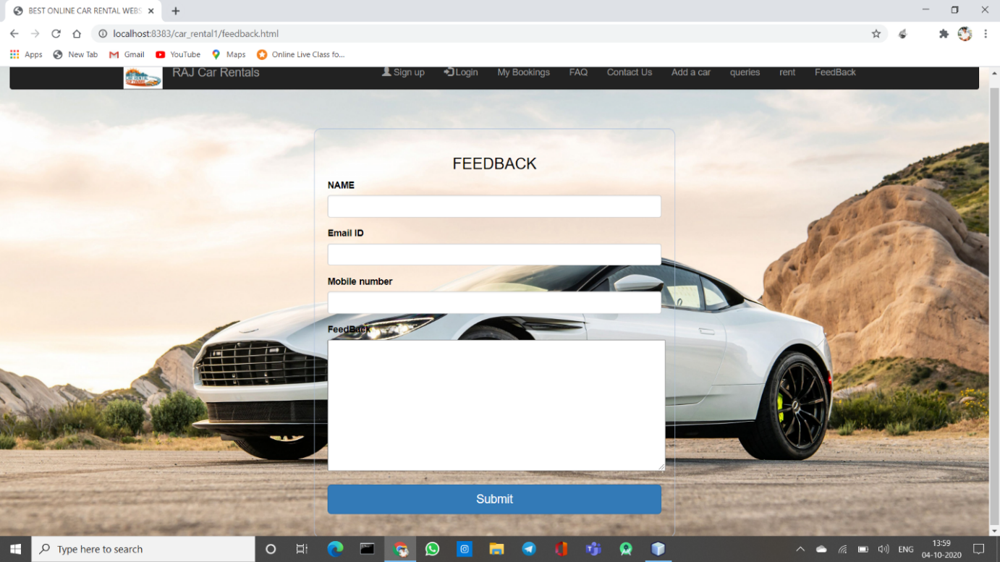 BEST ONLINE CAR RENTAL WEBS
localhost:8383/car_rental1/feedback.html
Apps New Tab Gmail YouTube Maps Online Live Class fo...
RAJ Car Rentals Sign up Login My Bookings FAQ Contact Us Add a car queries rent FeedBack
FEEDBACK
NAME
Email ID
Mobile number
FeedBack
Submit
Type here to search
ENG
13:59
04-10-2020